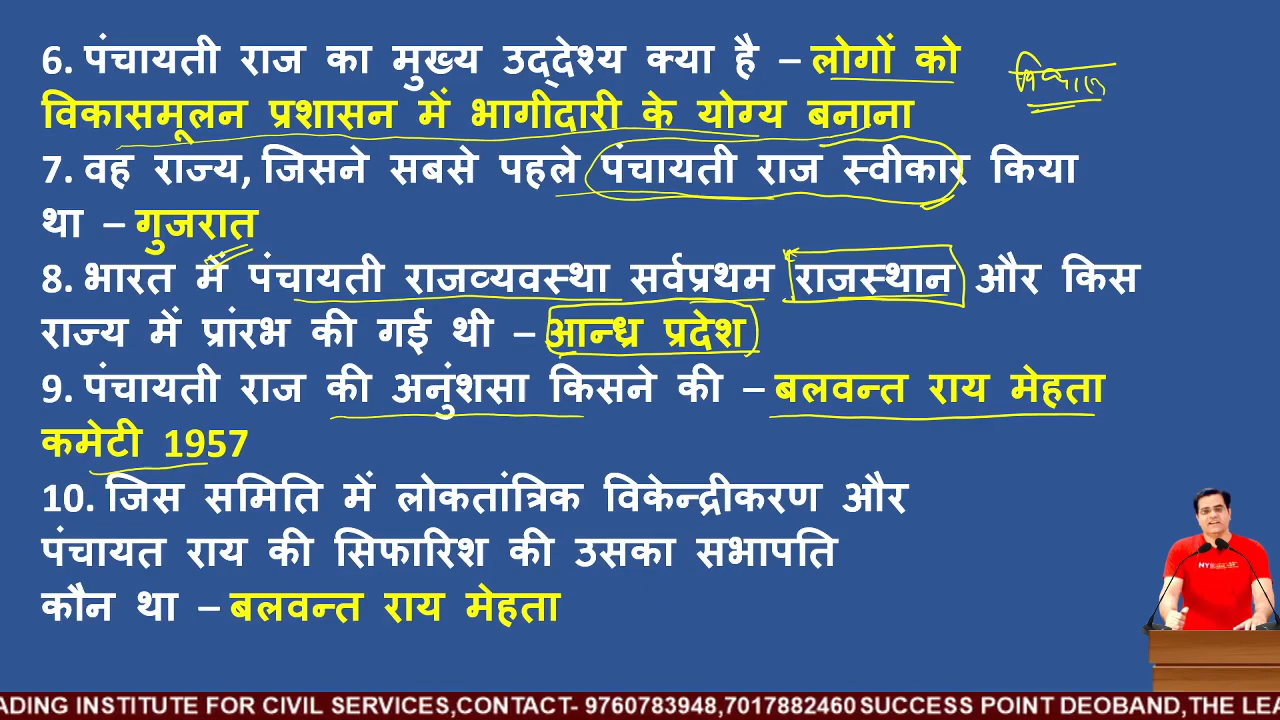 6. पंचायती राज का मुख्य उद्देश्य क्या है – लोगों को
विकास
विकासमूलन प्रशासन में भागीदारी के योग्य बनाना
7. वह राज्य, जिसने सबसे पहले पंचायती राज स्वीकार किया
था – गुजरात
8. भारत में पंचायती राजव्यवस्था सर्वप्रथम राजस्थान और किस
राज्य में प्रांरभ की गई थी – आन्ध्र प्रदेश
9. पंचायती राज की अनुंशसा किसने की – बलवन्त राय मेहता
कमेटी 1957
10. जिस समिति में लोकतांत्रिक विकेन्द्रीकरण और
पंचायत राय की सिफारिश की उसका सभापति
कौन था – बलवन्त राय मेहता
ADING INSTITUTE FOR CIVIL SERVICES,CONTACT- 9760783948,7017882460 SUCCESS POINT DEOBAND,THE LEA